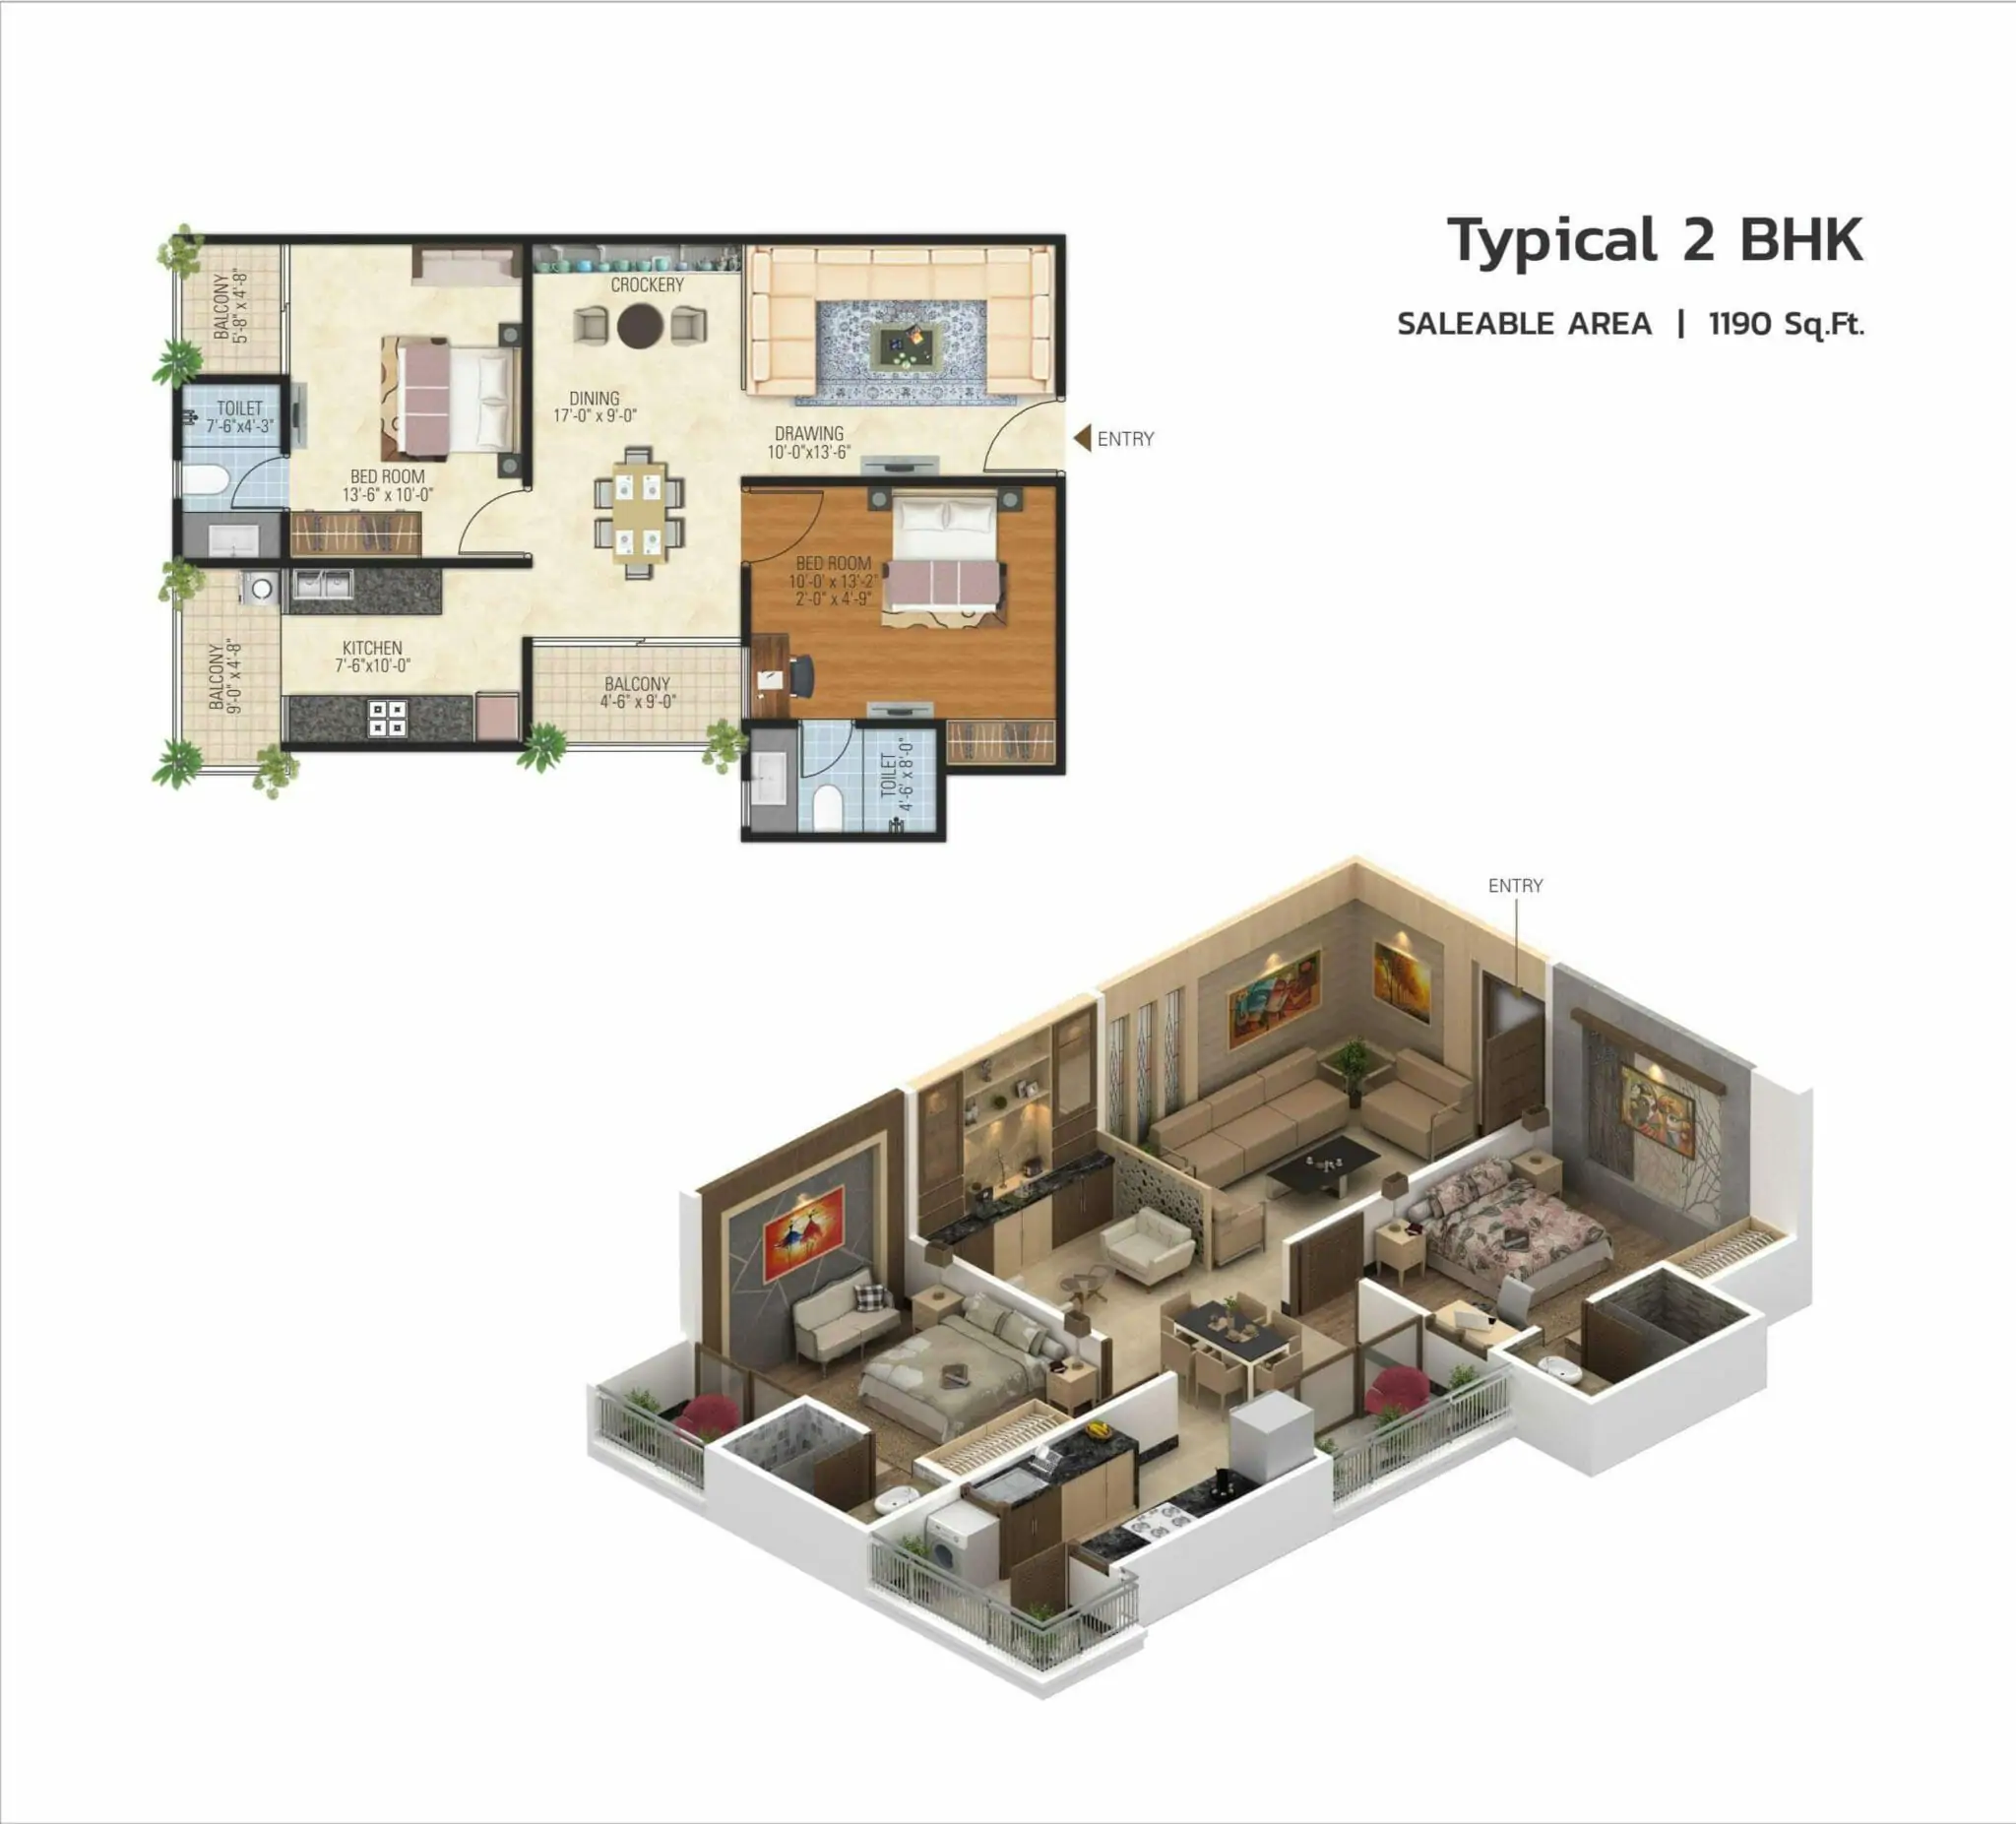 Typical 2 BHK
SALEABLE AREA | 1190 Sq.Ft.
BALCONY
5'-8" x 4'-8"
CROCKERY
TOILET
7'-6"x4'-3"
DINING
17'-0" x 9'-0"
DRAWING
10'-0"x13'-6"
ENTRY
BED ROOM
13'-6" x 10'-0"
BED ROOM
10'-0' x 13'-2"
2'-0" x 4'-9"
KITCHEN
7'-6"x10'-0"
BALCONY
9'-0" x 4'-8"
BALCONY
4'-6" x 9'-0"
TOILET
4'-6' x 8'-0"
ENTRY